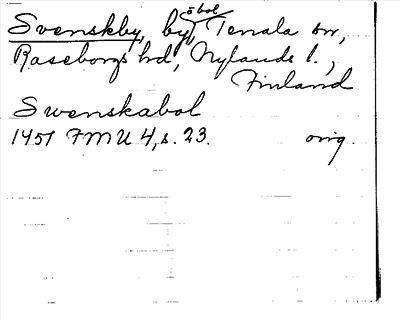 Svenskby, by, öbol Tenala sn,
Raseborgs hd, Nylands l.,
Finland
Swenskabol
1451 FMU 4, s. 23. orig.